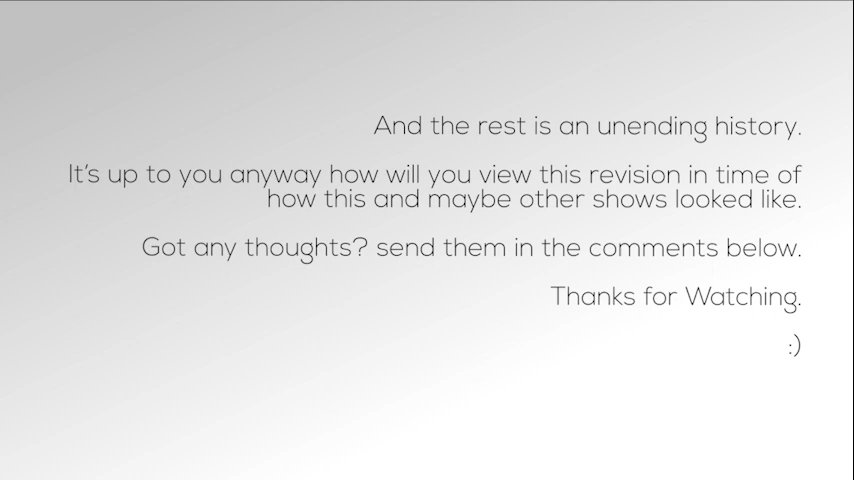 And the rest is an unending history.
It's up to you anyway how will you view this revision in time of
how this and maybe other shows looked like.
Got any thoughts? send them in the comments below.
Thanks for Watching.
:)